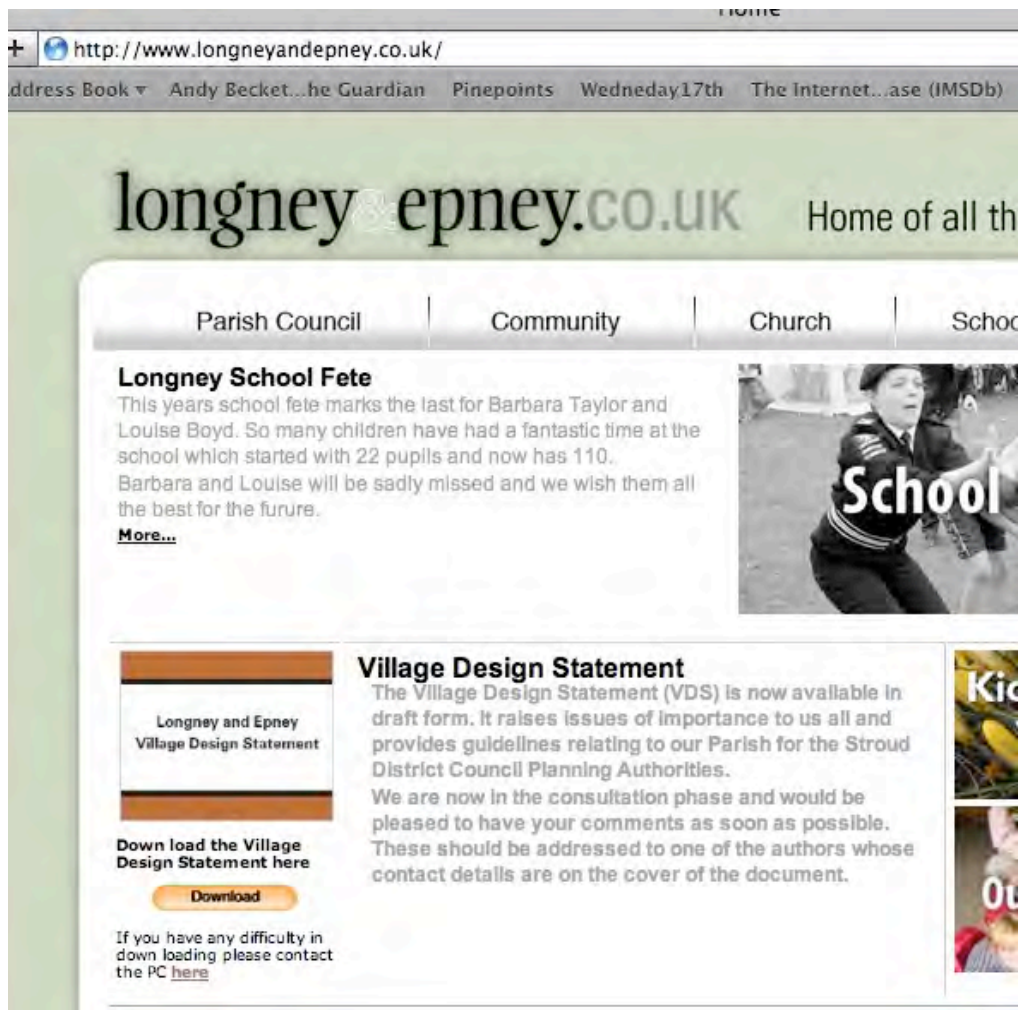 Home
http://www.longneyandepney.co.uk/
ddress Book ▾ Andy Becket...he Guardian Pinepoints Wedneday17th The Internet...ase (IMSDb)
longney&epney.co.uk
Home of all th
Parish Council Community Church Schoo
Longney School Fete
This years school fete marks the last for Barbara Taylor and
Louise Boyd. So many children have had a fantastic time at the
school which started with 22 pupils and now has 110.
Barbara and Louise will be sadly missed and we wish them all
the best for the furure.
More...
School
Longney and Epney
Village Design Statement
Down load the Village
Design Statement here
Download
If you have any difficulty in
down loading please contact
the PC here
Village Design Statement
The Village Design Statement (VDS) is now available in
draft form. It raises issues of importance to us all and
provides guidelines relating to our Parish for the Stroud
District Council Planning Authorities.
We are now in the consultation phase and would be
pleased to have your comments as soon as possible.
These should be addressed to one of the authors whose
contact details are on the cover of the document.